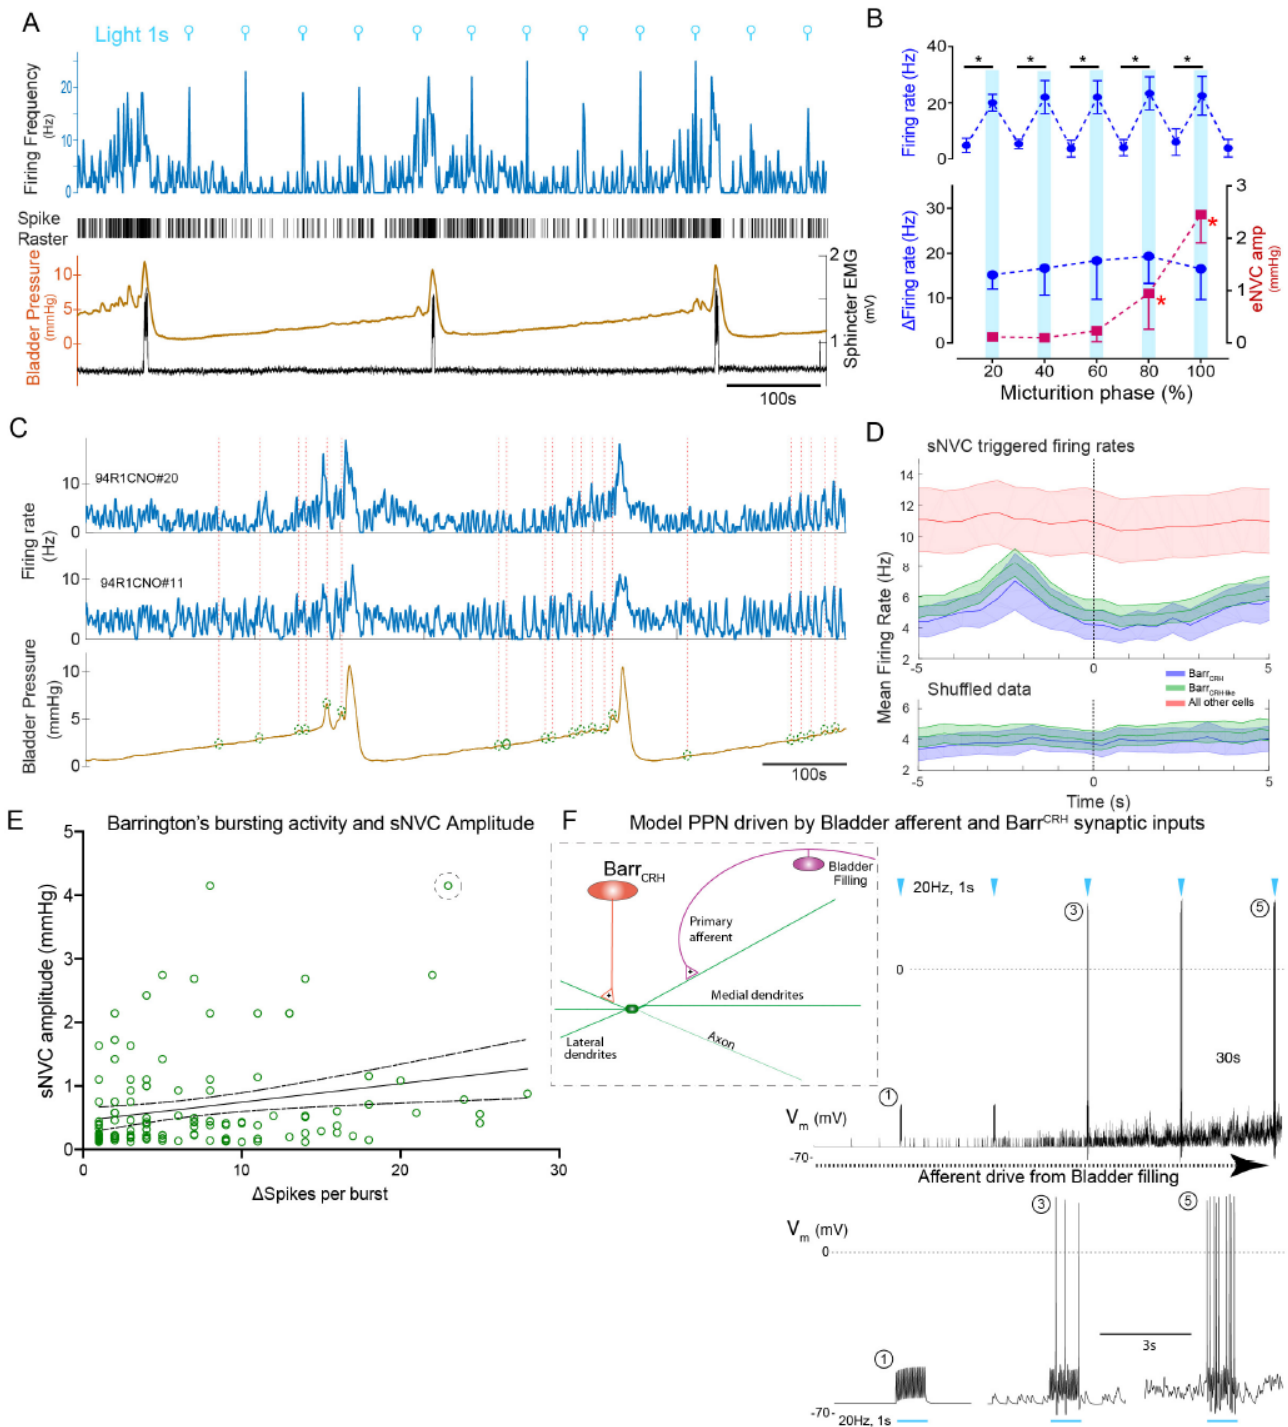 A
Light 1s
Firing Frequency
(Hz)
20
10
0
Spike
Raster
Bladder Pressure
(mmHg)
10
5
0
2
1
Sphincter EMG
(mV)
100s
B
Firing rate (Hz)
40
20
0
* * * * *
ΔFiring rate (Hz)
30
20
10
0
3
2
1
0
eNVC amp
(mmHg)
*
*
20 40 60 80 100
Micturition phase (%)
C
94R1CNO#20
10
0
Firing rate
(Hz)
94R1CNO#11
10
0
Bladder Pressure
(mmHg)
10
5
0
100s
D
sNVC triggered firing rates
Mean Firing Rate (Hz)
14
12
10
8
6
4
2
-5 0 5
BarrCRH
BarrCRH-like
All other cells
Shuffled data
6
4
2
-5 0 5
Time (s)
E
Barrington's bursting activity and sNVC Amplitude
sNVC amplitude (mmHg)
5
4
3
2
1
0
0 10 20 30
ΔSpikes per burst
F
Model PPN driven by Bladder afferent and BarrCRH synaptic inputs
BarrCRH
Bladder
Filling
Primary
afferent
+
+
Medial dendrites
Lateral
dendrites
Axon
20Hz, 1s
3
5
0
30s
1
Vm (mV)
-70
Afferent drive from Bladder filling
3
5
Vm (mV)
0
3s
1
-70
20Hz, 1s